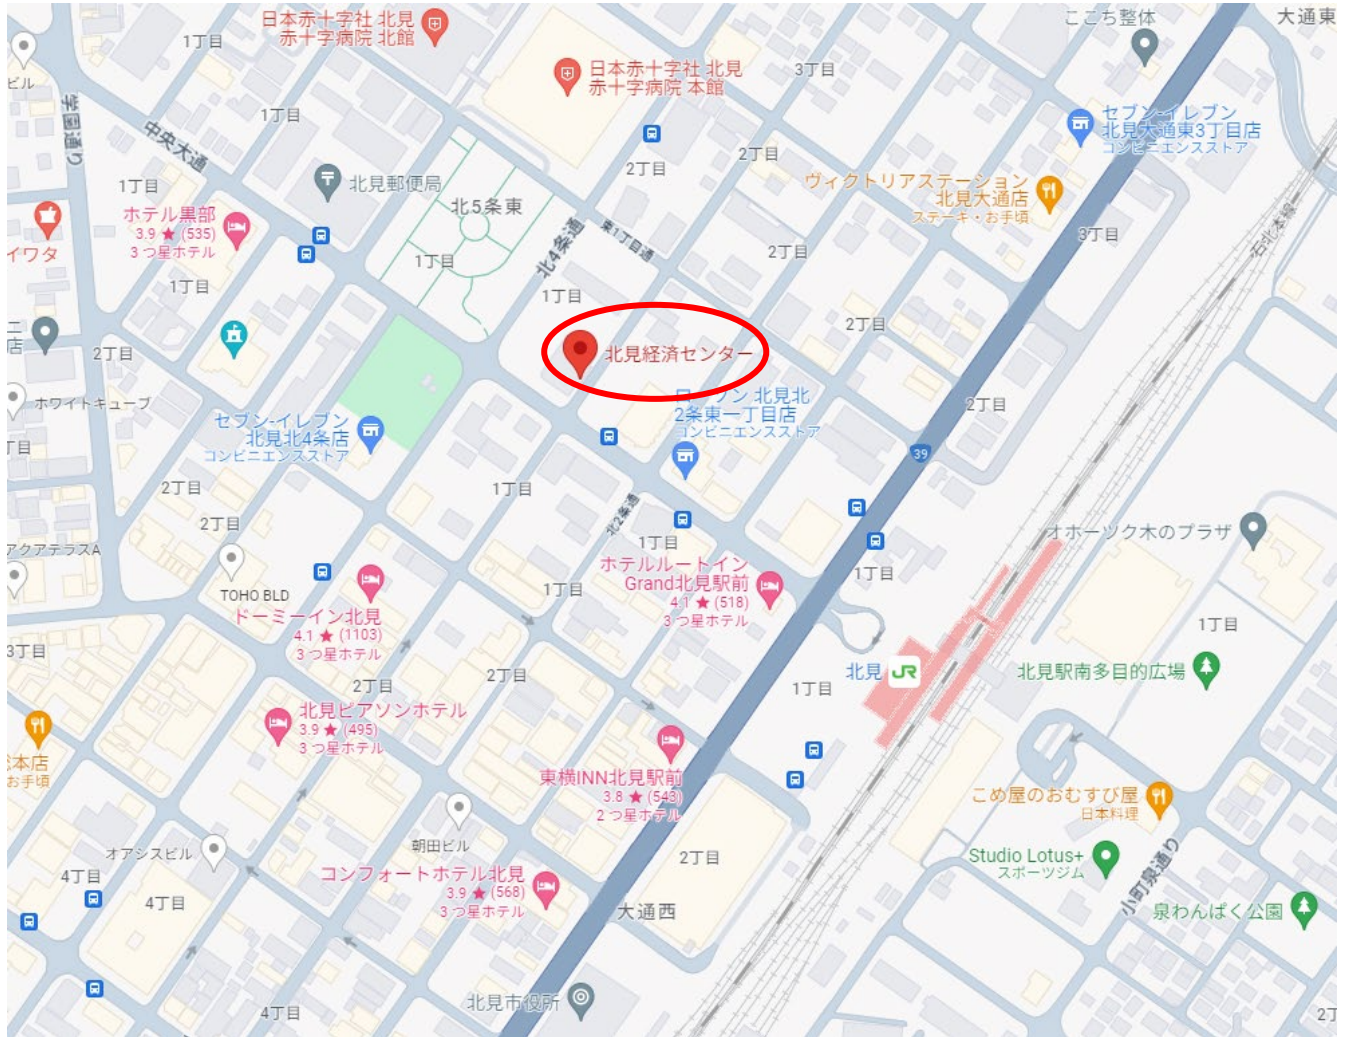 日本赤十字社 北見
赤十字病院 北館
1丁目
ビル
学園通り
中央大通
1丁目
日本赤十字社 北見
赤十字病院 本館
3丁目
ここち整体
大通東
セブン-イレブン
北見大通東3丁目店
コンビニエンスストア
2丁目
2丁目
ヴィクトリアステーション
北見大通店
ステーキ・お手頃
3丁目
石北本線
北見郵便局
北5条東
1丁目
1丁目
ホテル黒部
3.9 ★ (535)
3 つ星ホテル
イワタ
1丁目
北4条通
東1丁目通
2丁目
1丁目
2丁目
北見経済センター
店
2丁目
ホワイトキューブ
丁目
セブン-イレブン
北見北4条店
コンビニエンスストア
ローソン 北見北
2条東一丁目店
コンビニエンスストア
2丁目
39
2丁目
2丁目
1丁目
北2条通
1丁目
アクアテラスA
TOHO BLD
ドーミーイン北見
4.1 ★ (1103)
3 つ星ホテル
1丁目
ホテルルートイン
Grand北見駅前
4.1 ★ (518)
3 つ星ホテル
1丁目
オホーツク木のプラザ
1丁目
3丁目
2丁目
2丁目
1丁目
北見
JR
北見駅南多目的広場
北見ピアソンホテル
3.9 ★ (495)
3 つ星ホテル
本店
お手頃
東横INN北見駅前
3.8 ★ (543)
2 つ星ホテル
こめ屋のおむすび屋
日本料理
オアシスビル
朝田ビル
4丁目
4丁目
コンフォートホテル北見
3.9 ★ (568)
3 つ星ホテル
2丁目
大通西
Studio Lotus+
スポーツジム
小町泉通り
泉わんぱく公園
4丁目
北見市役所
2丁